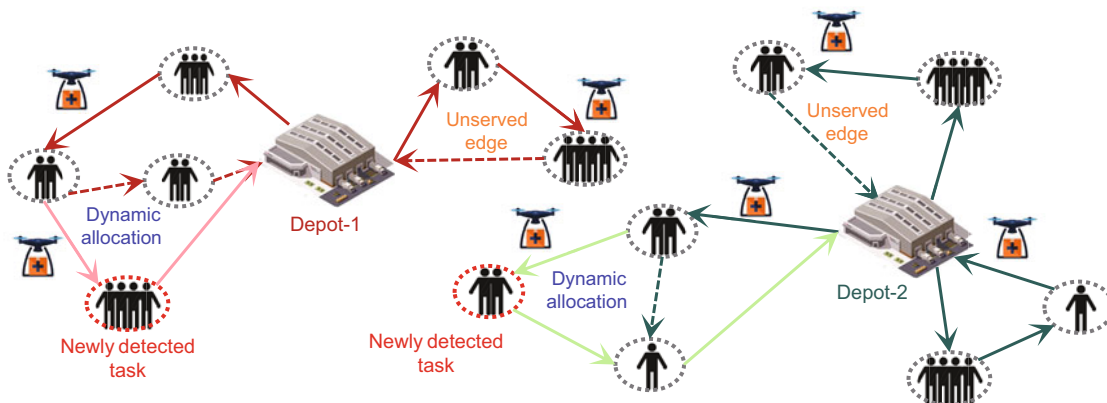 Unserved
edge
Dynamic
allocation
Depot-1
Newly detected
task
Unserved
edge
Dynamic
allocation
Newly detected
task
Depot-2